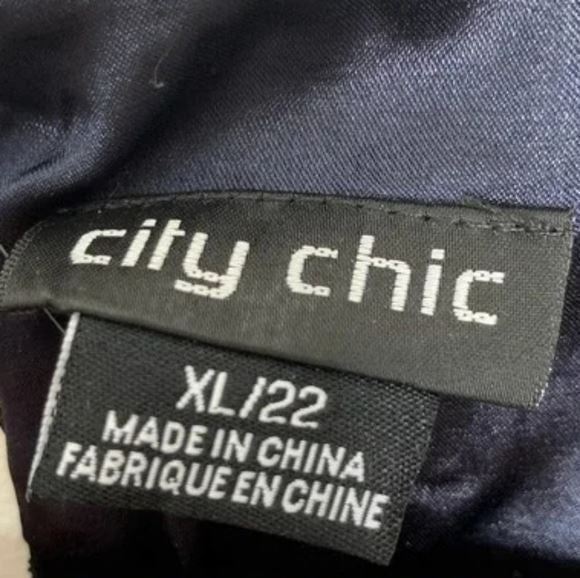 city chic
XL/22
MADE IN CHINA
FABRIQUE EN CHINE